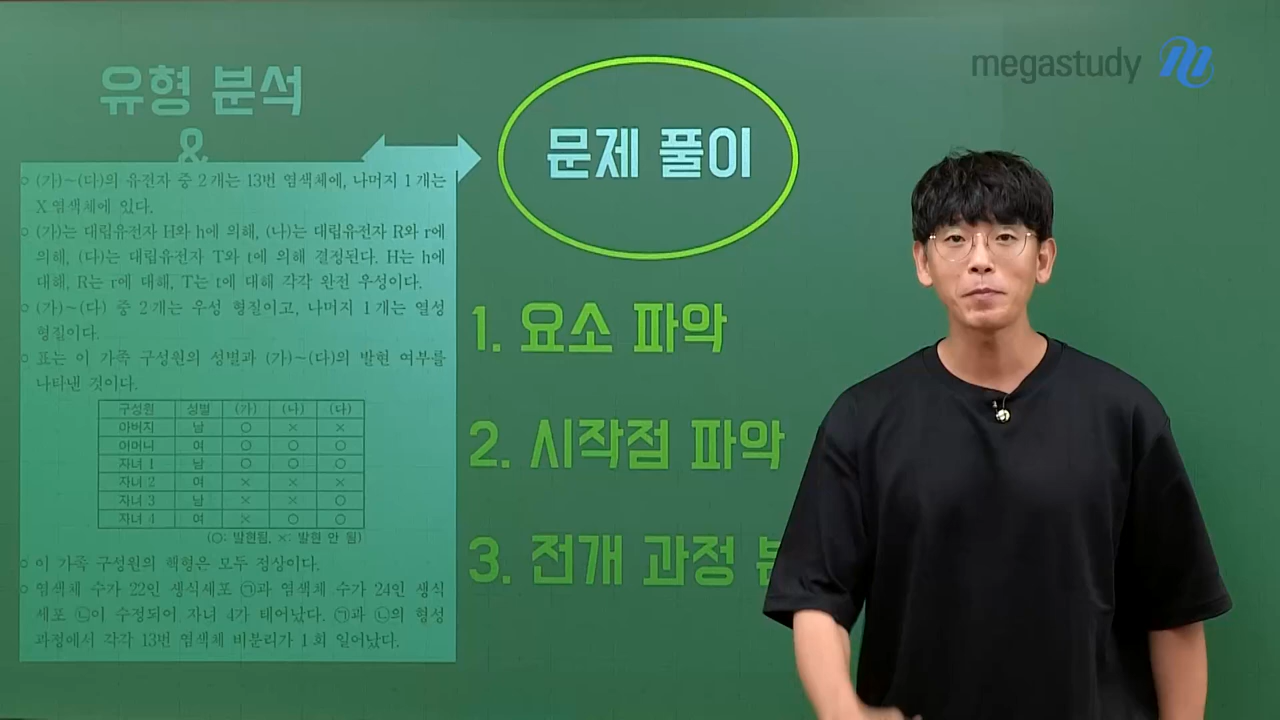 megastudy
유형 분석
&
문제 풀이
○ (가)~(다)의 유전자 중 2개는 13번 염색체에, 나머지 1개는
X 염색체에 있다.
○ (가)는 대립유전자 H와 h에 의해, (나)는 대립유전자 R와 r에
의해, (다)는 대립유전자 T와 t에 의해 결정된다. H는 h에
대해, R는 r에 대해, T는 t에 대해 각각 완전 우성이다.
○ (가)~(다) 중 2개는 우성 형질이고, 나머지 1개는 열성
형질이다.
○ 표는 이 가족 구성원의 성별과 (가)~(다)의 발현 여부를
나타낸 것이다.
구성원 성별 (가) (나) (다)
아버지 남 ○ × ×
어머니 여 ○ ○ ○
자녀 1 남 ○ ○ ○
자녀 2 여 × × ×
자녀 3 남 × × ○
자녀 4 여 × ○ ○
(○: 발현됨, ×: 발현 안 됨)
○ 이 가족 구성원의 핵형은 모두 정상이다.
○ 염색체 수가 22인 생식세포 ㉠과 염색체 수가 24인 생식
세포 ㉡이 수정되어 자녀 4가 태어났다. ㉠과 ㉡의 형성
과정에서 각각 13번 염색체 비분리가 1회 일어났다.
1. 요소 파악
2. 시작점 파악
3. 전개 과정